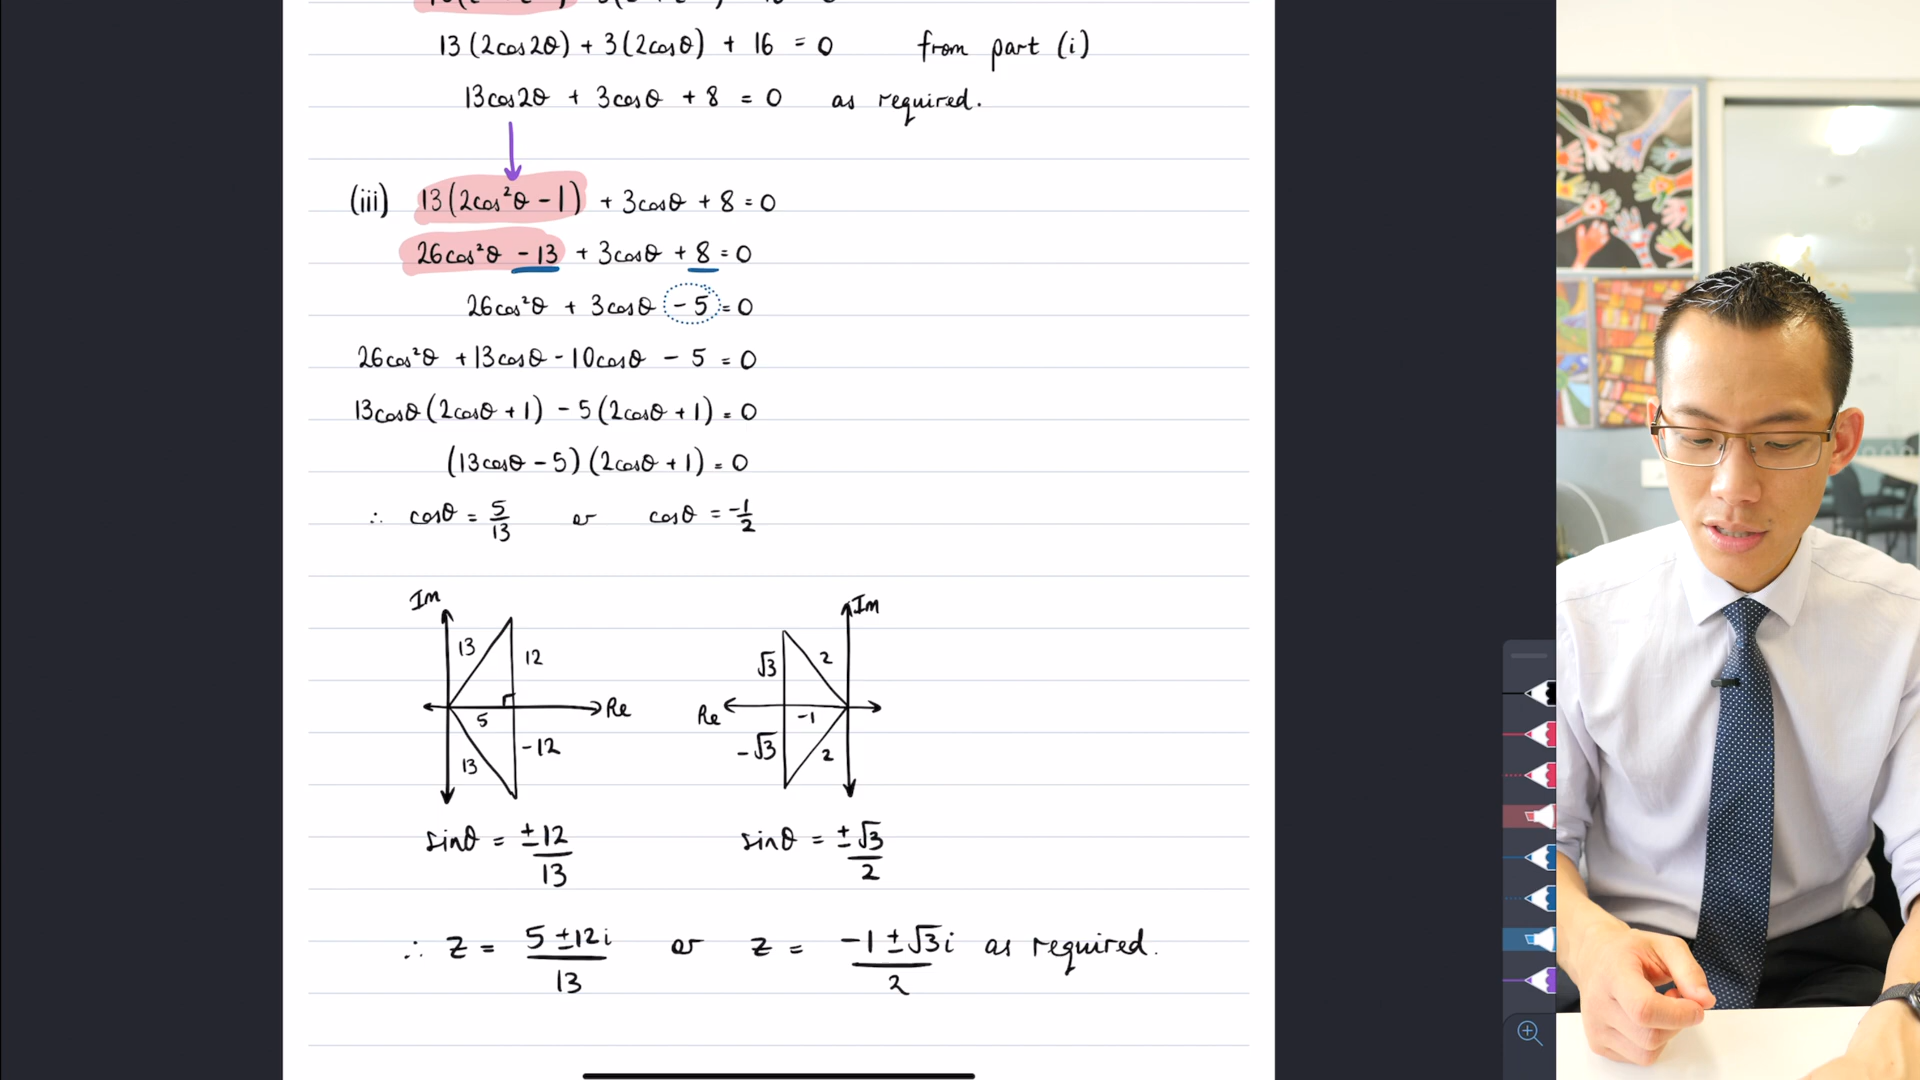 13(2cos2θ) + 3(2cosθ) + 16 = 0 from part (i)
13cos2θ + 3cosθ + 8 = 0 as required.
(iii) 13(2cos²θ - 1) + 3cosθ + 8 = 0
26cos²θ - 13 + 3cosθ + 8 = 0
26cos²θ + 3cosθ - 5 = 0
26cos²θ + 13cosθ - 10cosθ - 5 = 0
13cosθ(2cosθ + 1) - 5(2cosθ + 1) = 0
(13cosθ - 5)(2cosθ + 1) = 0
∴ cosθ = 5/13 or cosθ = -1/2
Im
13
12
5
Re
-12
13
Im
√3
2
Re
-1
-√3
2
sinθ = ±12/13
sinθ = ±√3/2
∴ z = 5±12i/13 or z = -1±√3i/2 as required.